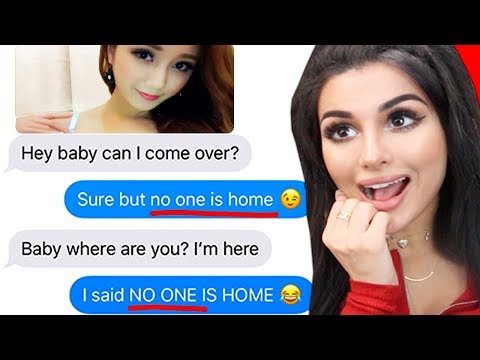 Hey baby can I come over?
Sure but no one is home 😉
Baby where are you? I'm here
I said NO ONE IS HOME 😂